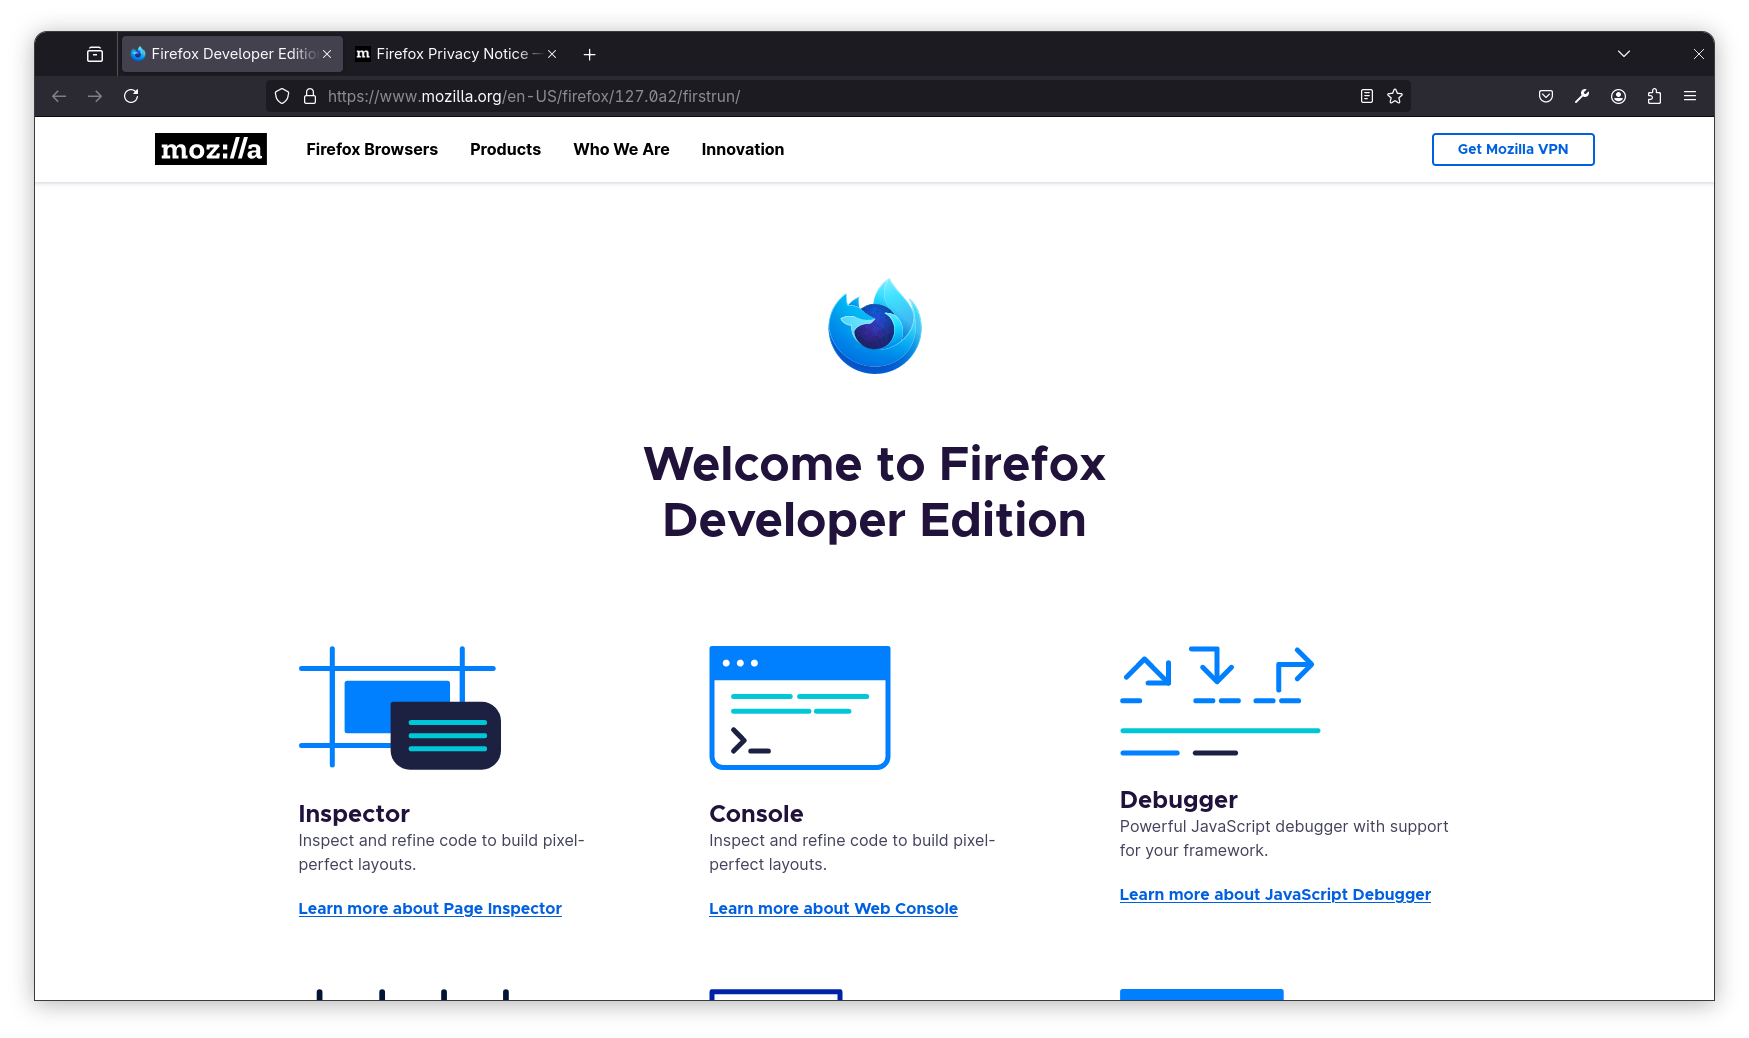 Firefox Developer Editio
Firefox Privacy Notice —
https://www.mozilla.org/en-US/firefox/127.0a2/firstrun/
moz://a
Firefox Browsers
Products
Who We Are
Innovation
Get Mozilla VPN
Welcome to Firefox
Developer Edition
Inspector
Inspect and refine code to build pixel-
perfect layouts.
Learn more about Page Inspector
Console
Inspect and refine code to build pixel-
perfect layouts.
Learn more about Web Console
Debugger
Powerful JavaScript debugger with support
for your framework.
Learn more about JavaScript Debugger